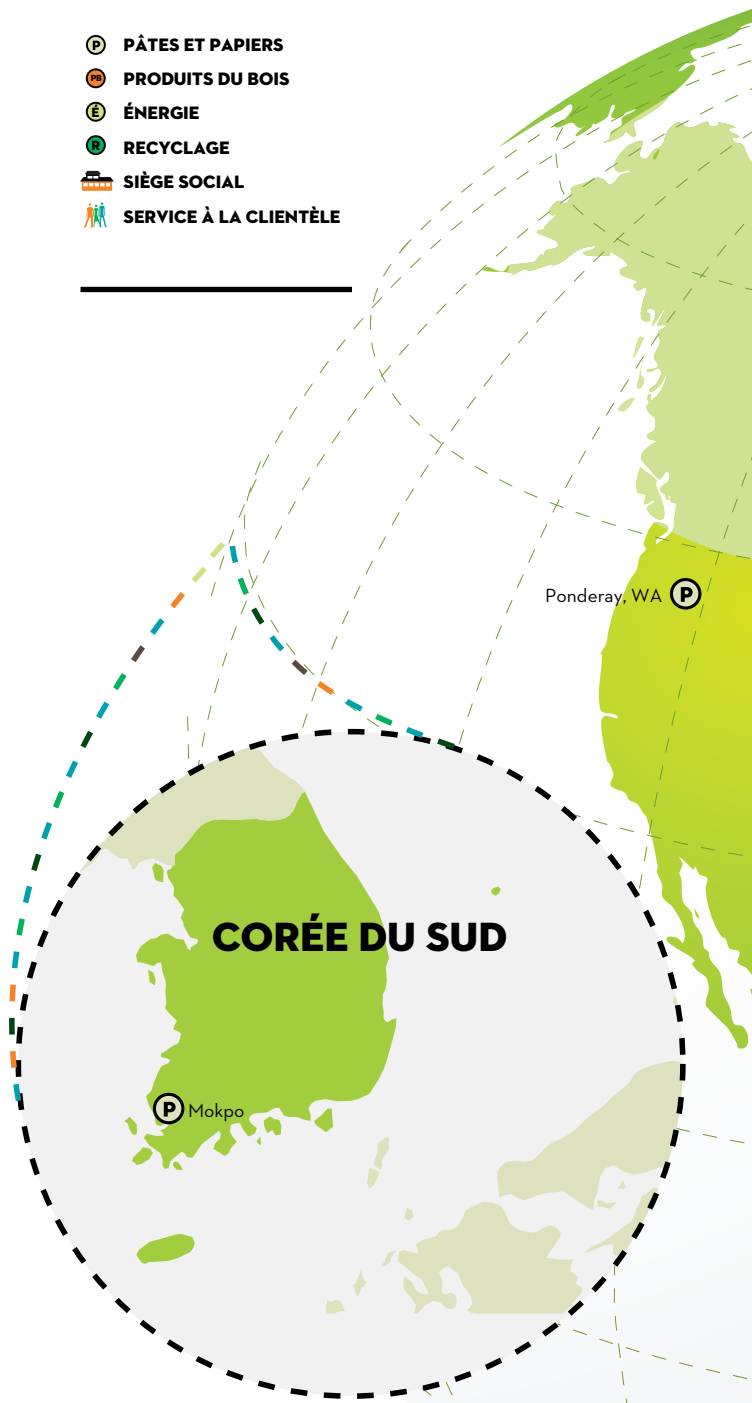 P PÂTES ET PAPIERS
PB PRODUITS DU BOIS
É ÉNERGIE
R RECYCLAGE
SIÈGE SOCIAL
SERVICE À LA CLIENTÈLE
Ponderay, WA P
CORÉE DU SUD
P Mokpo